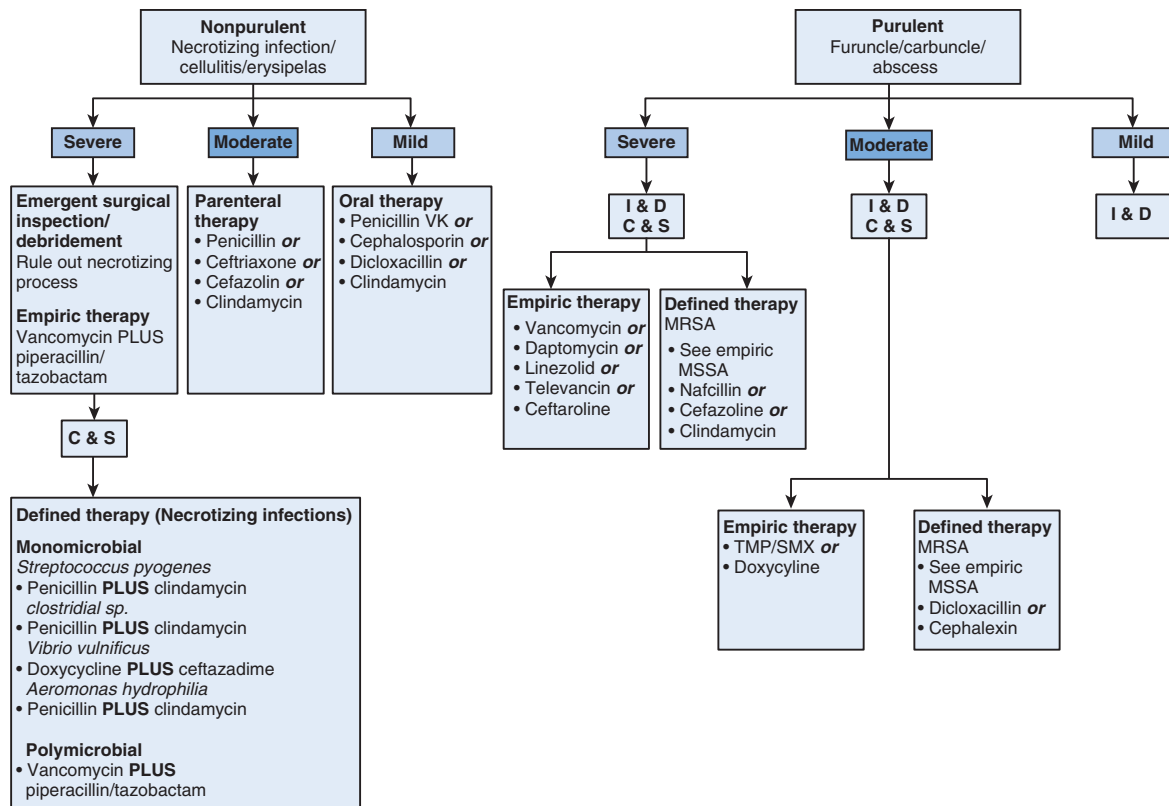 Nonpurulent
Necrotizing infection/
cellulitis/erysipelas
Severe
Moderate
Mild
Emergent surgical
inspection/
debridement
Rule out necrotizing
process
Empiric therapy
Vancomycin PLUS
piperacillin/
tazobactam
Parenteral
therapy
• Penicillin or
• Ceftriaxone or
• Cefazolin or
• Clindamycin
Oral therapy
• Penicillin VK or
• Cephalosporin or
• Dicloxacillin or
• Clindamycin
C & S
Defined therapy (Necrotizing infections)
Monomicrobial
Streptococcus pyogenes
• Penicillin PLUS clindamycin
clostridial sp.
• Penicillin PLUS clindamycin
Vibrio vulnificus
• Doxycycline PLUS ceftazadime
Aeromonas hydrophilia
• Penicillin PLUS clindamycin
Polymicrobial
• Vancomycin PLUS
piperacillin/tazobactam
Purulent
Furuncle/carbuncle/
abscess
Severe
Moderate
Mild
I & D
C & S
I & D
C & S
I & D
Empiric therapy
• Vancomycin or
• Daptomycin or
• Linezolid or
• Televancin or
• Ceftaroline
Defined therapy
MRSA
• See empiric
MSSA
• Nafcillin or
• Cefazoline or
• Clindamycin
Empiric therapy
• TMP/SMX or
• Doxycyline
Defined therapy
MRSA
• See empiric
MSSA
• Dicloxacillin or
• Cephalexin